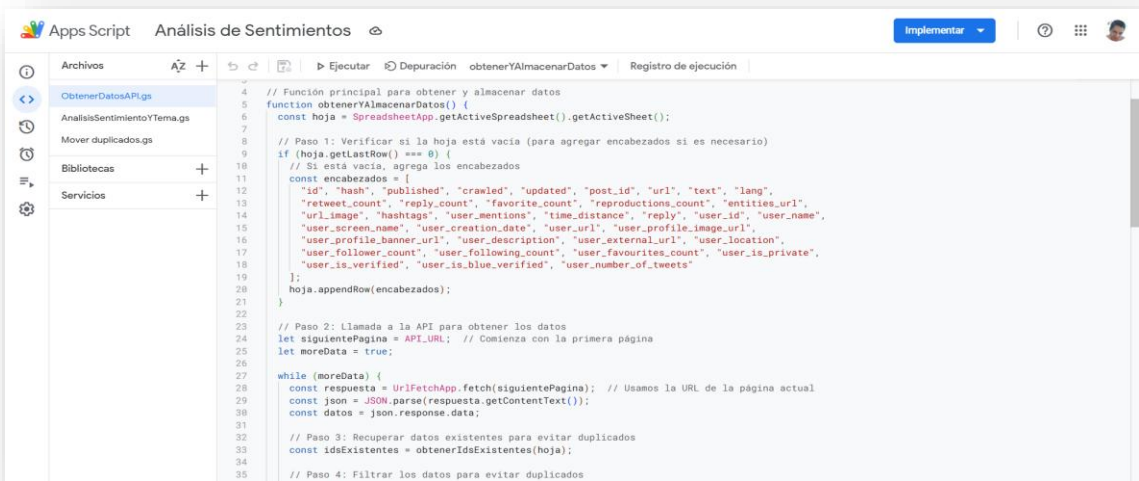 Apps Script Análisis de Sentimientos Implementar
Archivos AZ Ejecutar Depuración obtenerYAlmacenarDatos Registro de ejecución
ObtenerDatosAPI.gs
AnalisisSentimientoYTema.gs
Mover duplicados.gs
Bibliotecas
Servicios
4 // Función principal para obtener y almacenar datos
5 function obtenerYAlmacenarDatos() {
6 const hoja = SpreadsheetApp.getActiveSpreadsheet().getActiveSheet();
7
8 // Paso 1: Verificar si la hoja está vacía (para agregar encabezados si es necesario)
9 if (hoja.getLastRow() === 0) {
10 // Si está vacía, agrega los encabezados
11 const encabezados = [
12 "id", "hash", "published", "crawled", "updated", "post_id", "url", "text", "lang",
13 "retweet_count", "reply_count", "favorite_count", "reproductions_count", "entities_url",
14 "url_image", "hashtags", "user_mentions", "time_distance", "reply", "user_id", "user_name",
15 "user_screen_name", "user_creation_date", "user_url", "user_profile_image_url",
16 "user_profile_banner_url", "user_description", "user_external_url", "user_location",
17 "user_follower_count", "user_following_count", "user_favourites_count", "user_is_private",
18 "user_is_verified", "user_is_blue_verified", "user_number_of_tweets"
19 ];
20 hoja.appendRow(encabezados);
21 }
22
23 // Paso 2: Llamada a la API para obtener los datos
24 let siguientePagina = API_URL; // Comienza con la primera página
25 let moreData = true;
26
27 while (moreData) {
28 const respuesta = UrlFetchApp.fetch(siguientePagina); // Usamos la URL de la página actual
29 const json = JSON.parse(respuesta.getContentText());
30 const datos = json.response.data;
31
32 // Paso 3: Recuperar datos existentes para evitar duplicados
33 const idsExistentes = obtenerIdsExistentes(hoja);
34
35 // Paso 4: Filtrar los datos para evitar duplicados